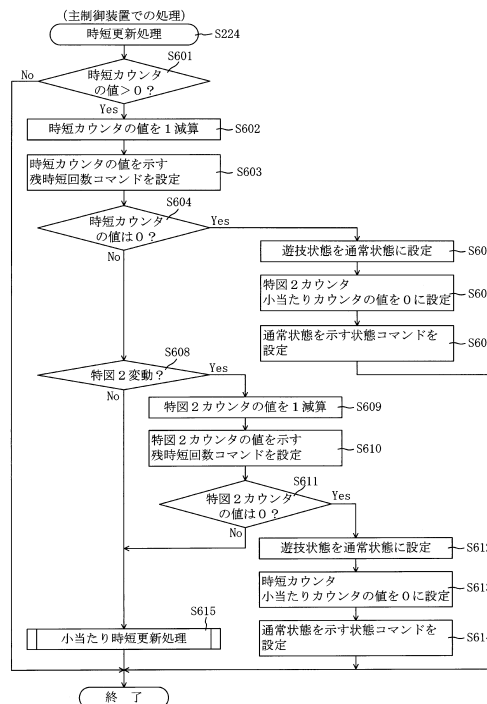 (主制御装置での処理)
時短更新処理
S224
S601
時短カウンタ
の値＞０？
No
Yes
時短カウンタの値を１減算
S602
時短カウンタの値を示す
残時短回数コマンドを設定
S603
S604
時短カウンタ
の値は０？
Yes
No
遊技状態を通常状態に設定
S60
特図２カウンタ
小当たりカウンタの値を０に設定
S60
通常状態を示す状態コマンドを
設定
S60
S608
特図２変動？
Yes
No
特図２カウンタの値を１減算
S609
特図２カウンタの値を示す
残時短回数コマンドを設定
S610
S611
特図２カウンタ
の値は０？
Yes
No
遊技状態を通常状態に設定
S612
時短カウンタ
小当たりカウンタの値を０に設定
S613
通常状態を示す状態コマンドを
設定
S614
S615
小当たり時短更新処理
終　了